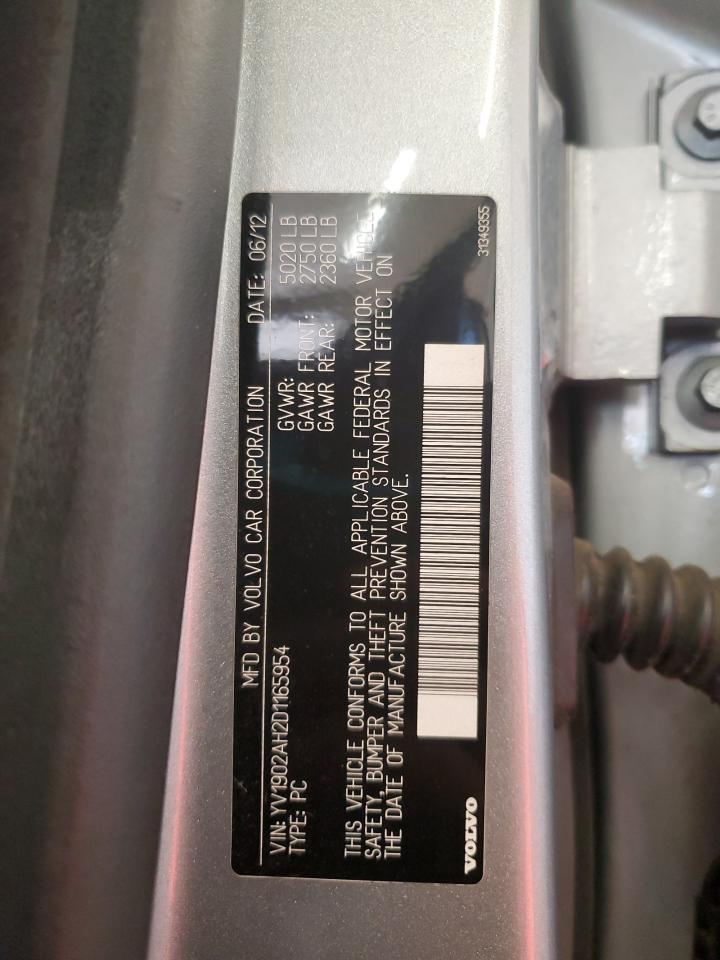 MFD BY VOLVO CAR CORPORATION DATE: 06/12
VIN: YV1902AH2D1165954
TYPE: PC
GVWR: 5020 LB
GAWR FRONT: 2750 LB
GAWR REAR: 2360 LB
THIS VEHICLE CONFORMS TO ALL APPLICABLE FEDERAL MOTOR VEHICLE
SAFETY, BUMPER AND THEFT PREVENTION STANDARDS IN EFFECT ON
THE DATE OF MANUFACTURE SHOWN ABOVE.
VOLVO
31349355